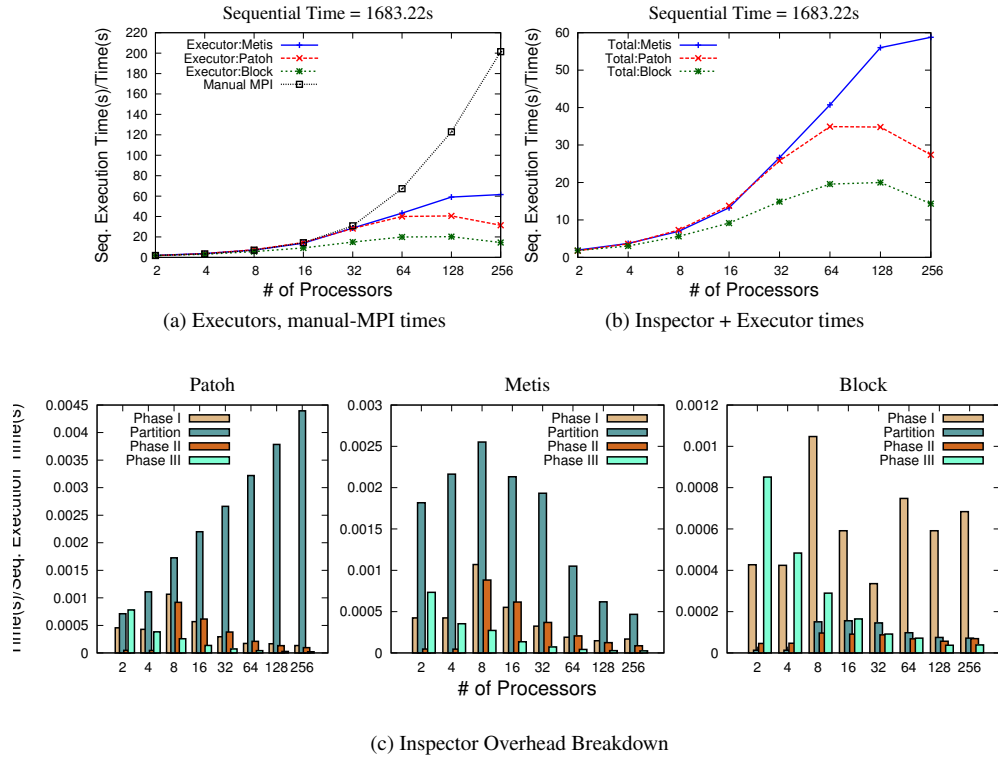 Sequential Time = 1683.22s
Seq. Execution Time(s)/Time(s)
220
200
180
160
140
120
100
80
60
40
20
0
Executor:Metis
Executor:Patoh
Executor:Block
Manual MPI
2 4 8 16 32 64 128 256
# of Processors
(a) Executors, manual-MPI times
Sequential Time = 1683.22s
Seq. Execution Time(s)/Time(s)
60
50
40
30
20
10
0
Total:Metis
Total:Patoh
Total:Block
2 4 8 16 32 64 128 256
# of Processors
(b) Inspector + Executor times
Time(s)/Seq. Execution Time(s)
Patoh
0.0045
0.004
0.0035
0.003
0.0025
0.002
0.0015
0.001
0.0005
0
Phase I
Partition
Phase II
Phase III
2 4 8 16 32 64 128 256
Metis
0.003
0.0025
0.002
0.0015
0.001
0.0005
0
Phase I
Partition
Phase II
Phase III
2 4 8 16 32 64 128 256
# of Processors
Block
0.0012
0.001
0.0008
0.0006
0.0004
0.0002
0
Phase I
Partition
Phase II
Phase III
2 4 8 16 32 64 128 256
(c) Inspector Overhead Breakdown